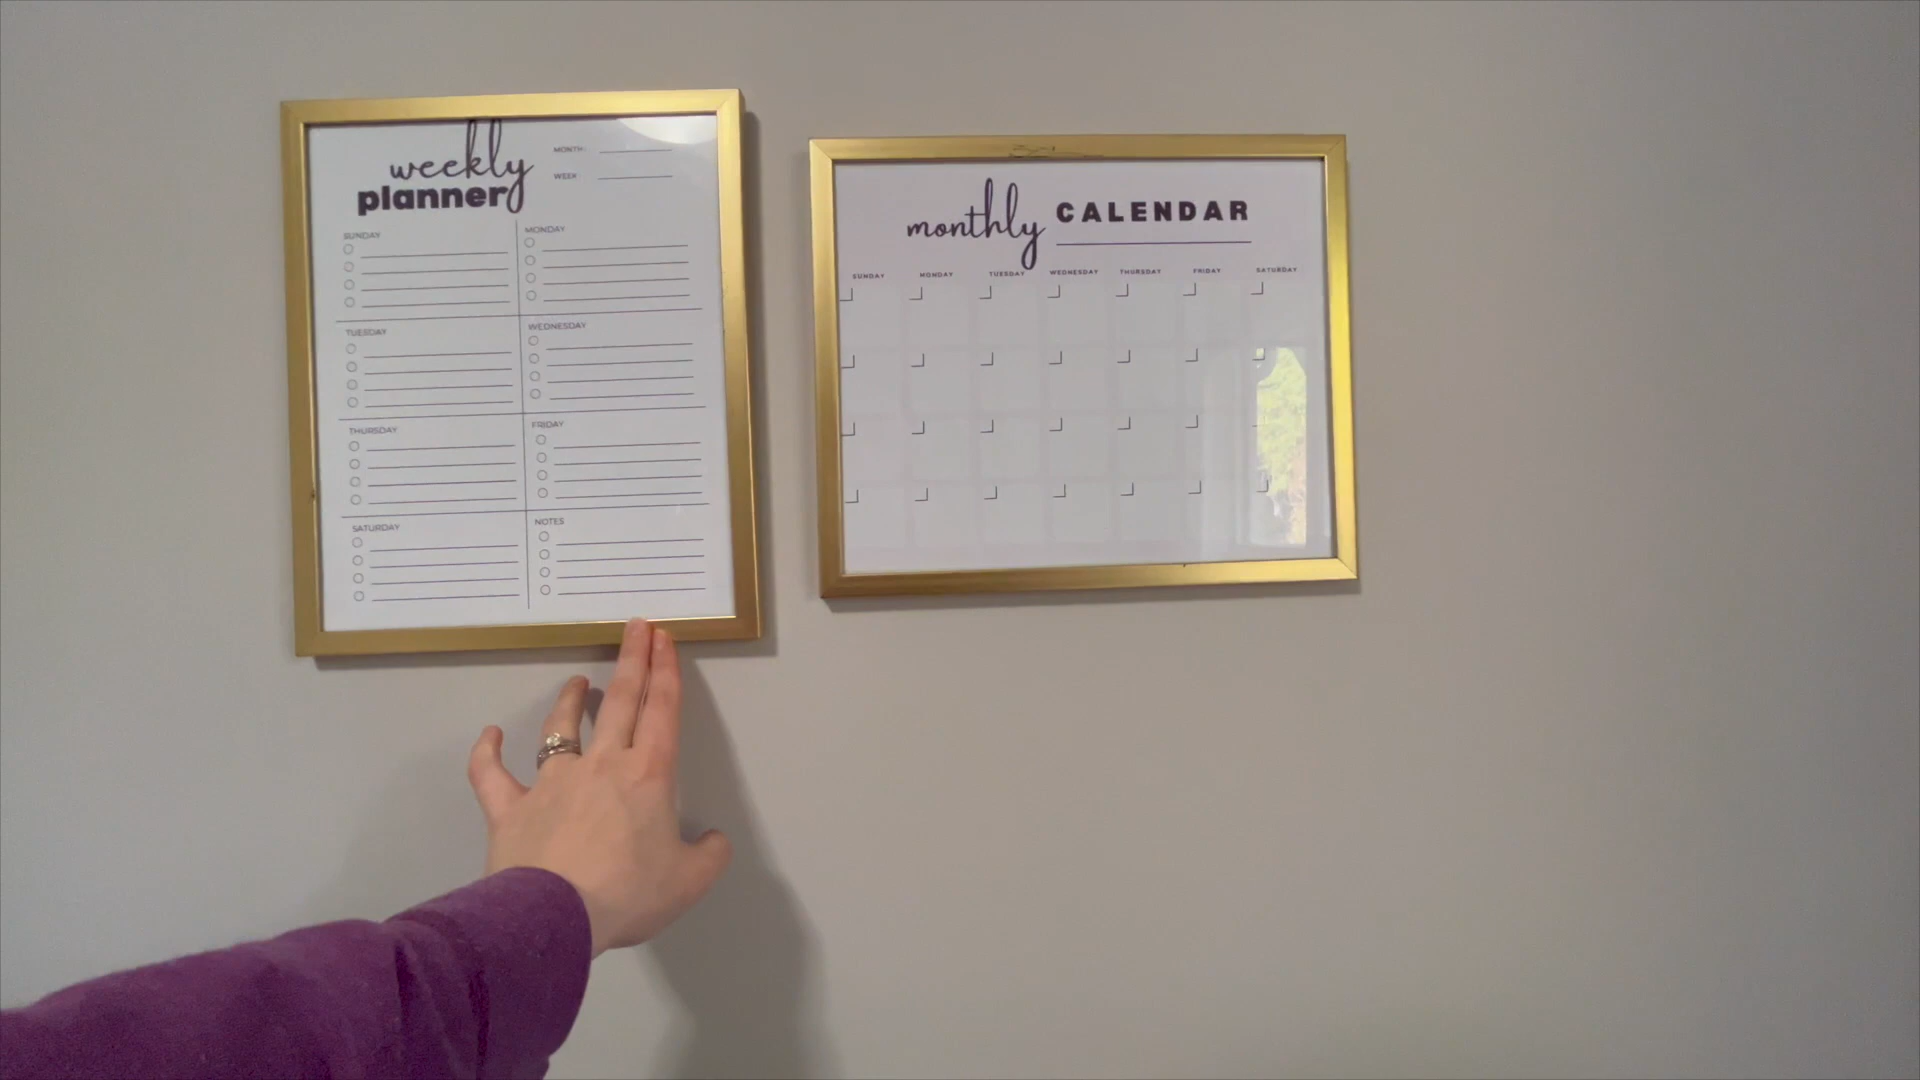 weekly
planner
MONTH:
WEEK:
SUNDAY
MONDAY
TUESDAY
WEDNESDAY
THURSDAY
FRIDAY
SATURDAY
NOTES
monthly CALENDAR
SUNDAY MONDAY TUESDAY WEDNESDAY THURSDAY FRIDAY SATURDAY